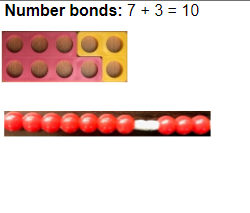 Number bonds: 7 + 3 = 10